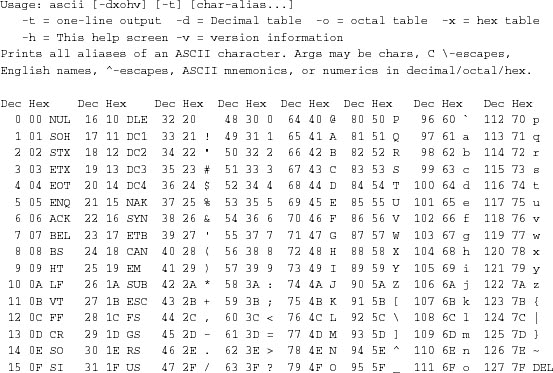 Usage: ascii [-dxohv] [-t] [char-alias...]
-t = one-line output -d = Decimal table -o = octal table -x = hex table
-h = This help screen -v = version information
Prints all aliases of an ASCII character. Args may be chars, C \-escapes,
English names, ^-escapes, ASCII mnemonics, or numerics in decimal/octal/hex.
Dec Hex Dec Hex Dec Hex Dec Hex Dec Hex Dec Hex Dec Hex Dec Hex
0 00 NUL 16 10 DLE 32 20 48 30 0 64 40 @ 80 50 P 96 60 ` 112 70 p
1 01 SOH 17 11 DC1 33 21 ! 49 31 1 65 41 A 81 51 Q 97 61 a 113 71 q
2 02 STX 18 12 DC2 34 22 " 50 32 2 66 42 B 82 52 R 98 62 b 114 72 r
3 03 ETX 19 13 DC3 35 23 # 51 33 3 67 43 C 83 53 S 99 63 c 115 73 s
4 04 EOT 20 14 DC4 36 24 $ 52 34 4 68 44 D 84 54 T 100 64 d 116 74 t
5 05 ENQ 21 15 NAK 37 25 % 53 35 5 69 45 E 85 55 U 101 65 e 117 75 u
6 06 ACK 22 16 SYN 38 26 & 54 36 6 70 46 F 86 56 V 102 66 f 118 76 v
7 07 BEL 23 17 ETB 39 27 ' 55 37 7 71 47 G 87 57 W 103 67 g 119 77 w
8 08 BS 24 18 CAN 40 28 ( 56 38 8 72 48 H 88 58 X 104 68 h 120 78 x
9 09 HT 25 19 EM 41 29 ) 57 39 9 73 49 I 89 59 Y 105 69 i 121 79 y
10 0A LF 26 1A SUB 42 2A * 58 3A : 74 4A J 90 5A Z 106 6A j 122 7A z
11 0B VT 27 1B ESC 43 2B + 59 3B ; 75 4B K 91 5B [ 107 6B k 123 7B {
12 0C FF 28 1C FS 44 2C , 60 3C < 76 4C L 92 5C \ 108 6C l 124 7C |
13 0D CR 29 1D GS 45 2D - 61 3D = 77 4D M 93 5D ] 109 6D m 125 7D }
14 0E SO 30 1E RS 46 2E . 62 3E > 78 4E N 94 5E ^ 110 6E n 126 7E ~
15 0F SI 31 1F US 47 2F / 63 3F ? 79 4F O 95 5F _ 111 6F o 127 7F DEL